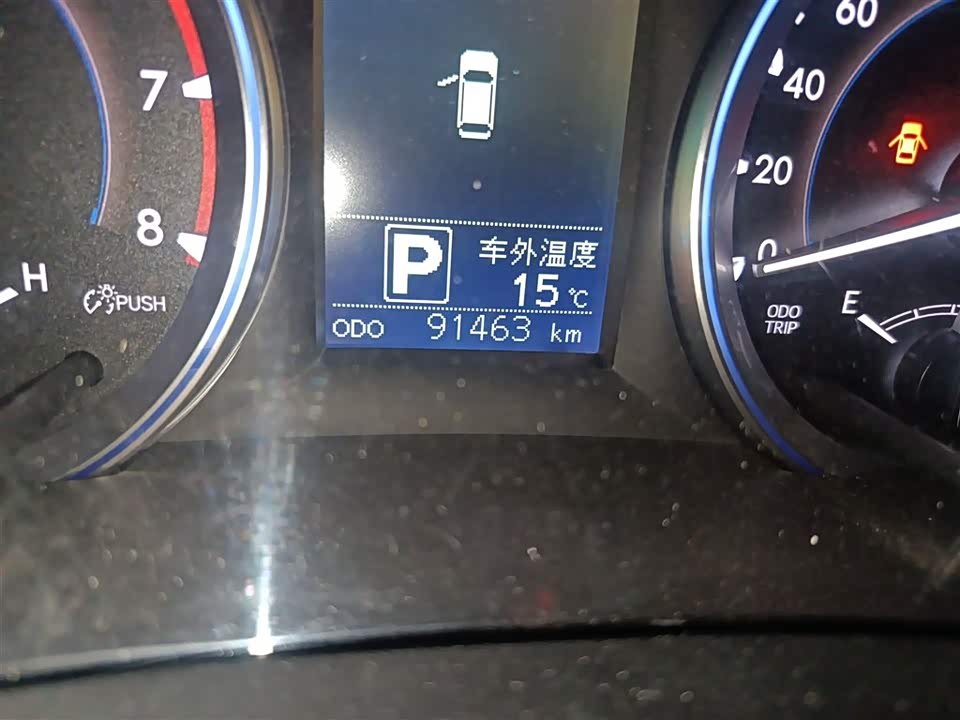 7
8
H
PUSH
P
车外温度
15 ℃
ODO 91463 km
60
40
20
0
ODO
TRIP
E